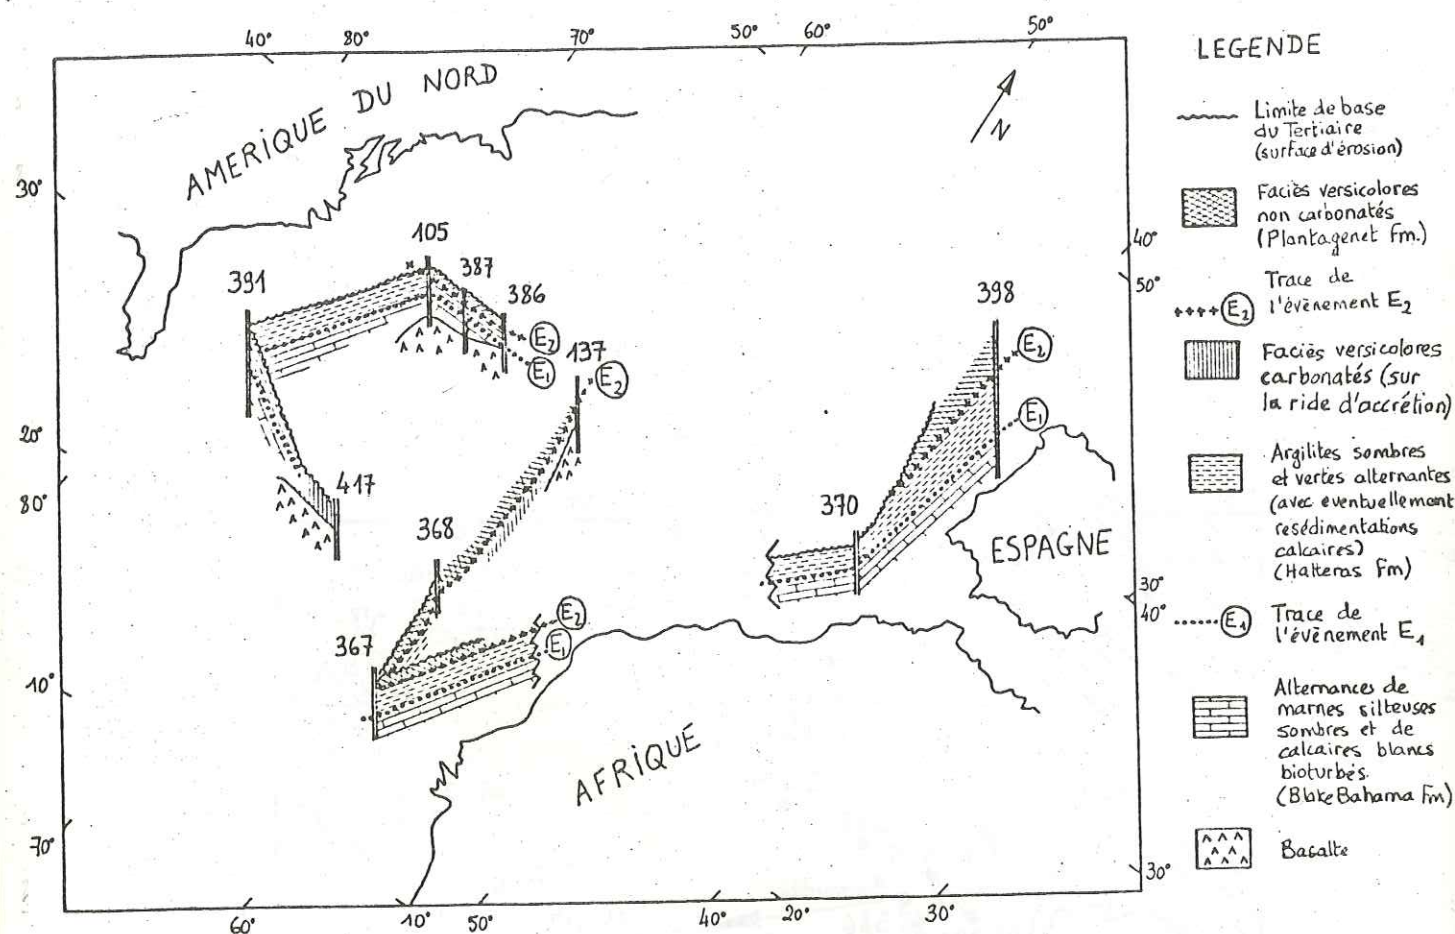 40°
80°
70°
50°
60°
50°
AMÉRIQUE DU NORD
N
30°
20°
80°
10°
70°
40°
50°
30°
40°
30°
60°
40°
50°
40°
20°
30°
391
105
387
386
E2
E1
137
E2
417
368
367
E2
E1
398
E2
E1
370
ESPAGNE
AFRIQUE
LEGENDE
Limite de base
du Tertiaire
(surface d'érosion)
Faciès versicolores
non carbonatés
(Plantagenet Fm.)
Trace de
E2 l'évènement E2
Faciès versicolores
carbonatés (sur
la ride d'accrétion)
Argilites sombres
et vertes alternantes
(avec eventuellement
resédimentations
calcaires)
(Hatteras Fm)
Trace de
E1 l'évènement E1
Alternances de
marnes silteuses
sombres et de
calcaires blancs
bioturbés.
(Blake Bahama Fm)
Basalte